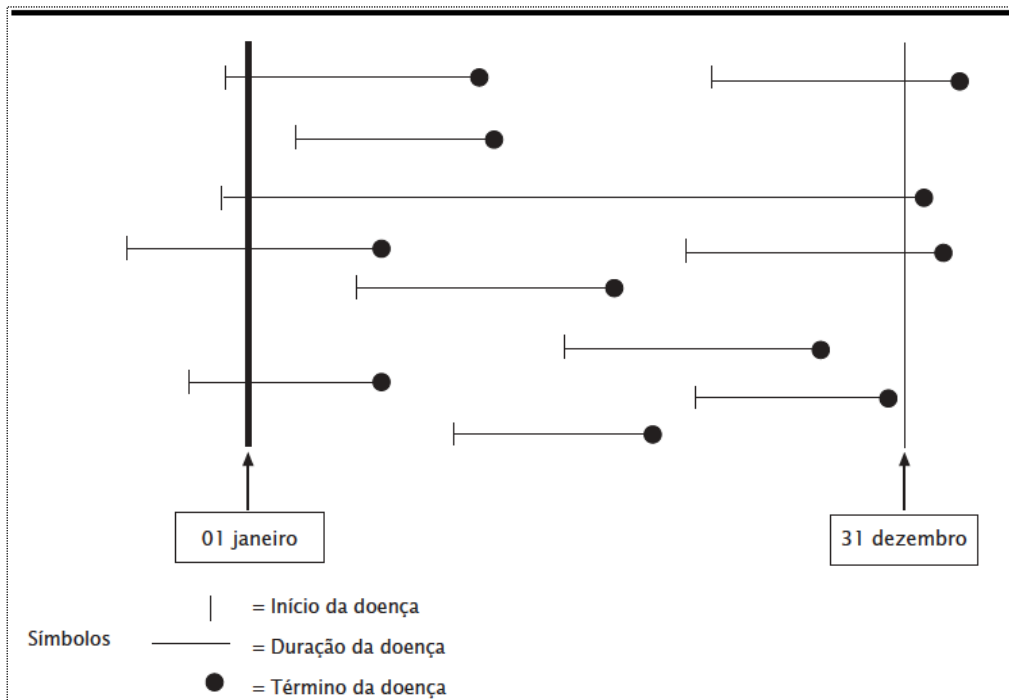 01 janeiro
31 dezembro
Símbolos
= Início da doença
= Duração da doença
= Término da doença